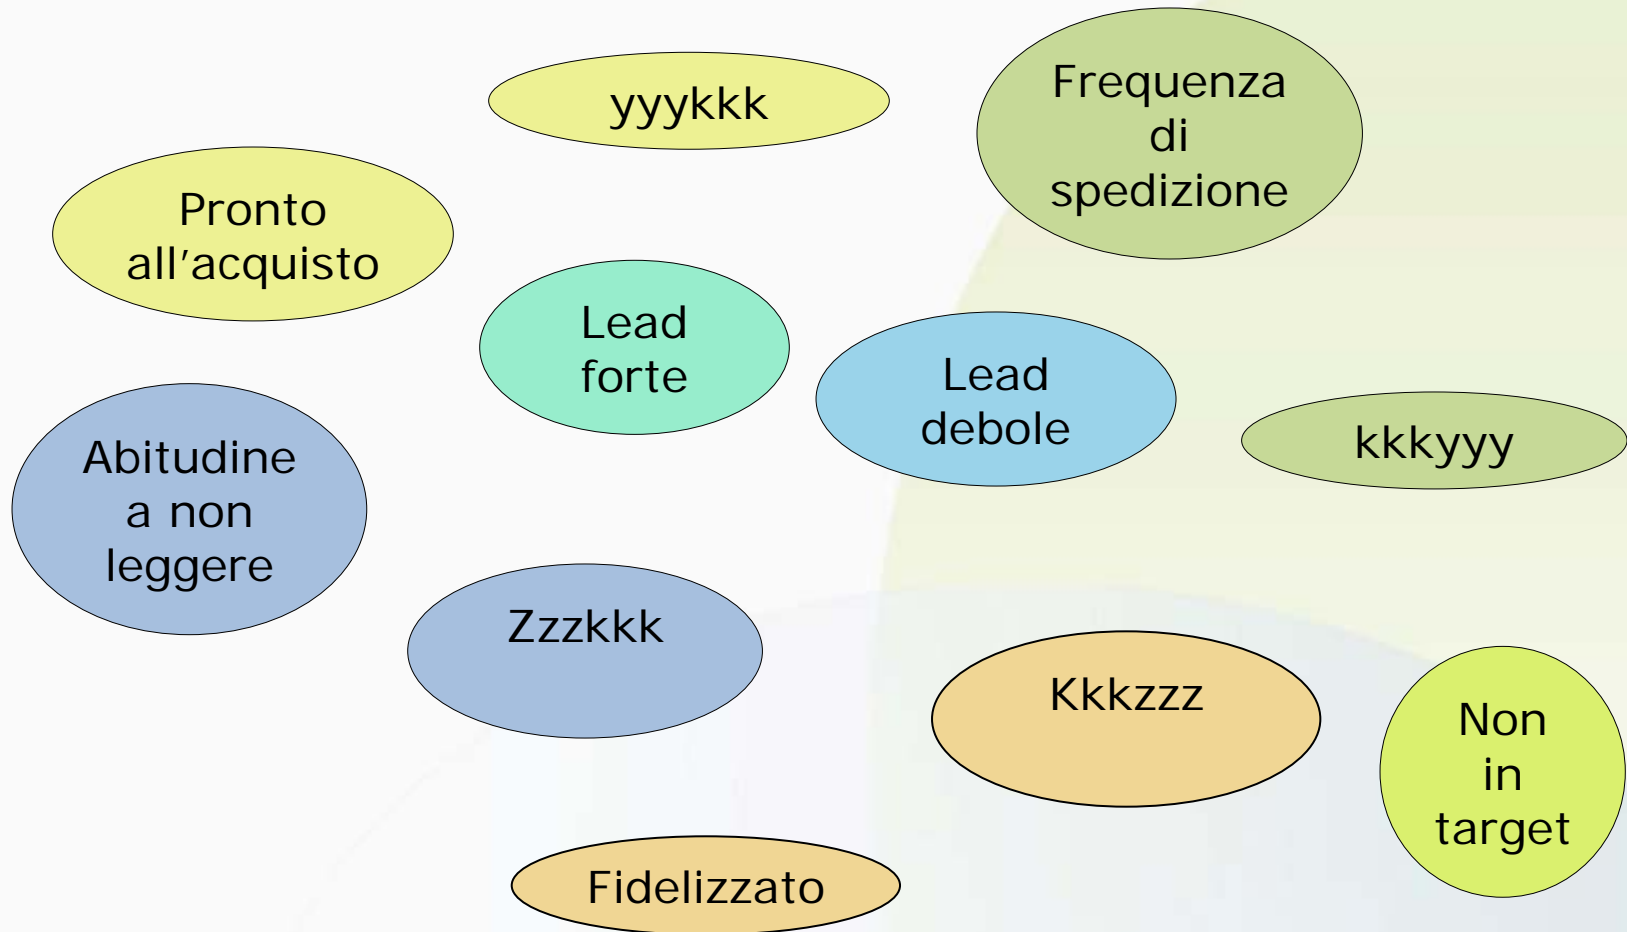 yyykkk
Frequenza
di
spedizione
Pronto
all'acquisto
Lead
forte
Lead
debole
kkkyyy
Abitudine
a non
leggere
Zzzkkk
Kkkzzz
Non
in
target
Fidelizzato